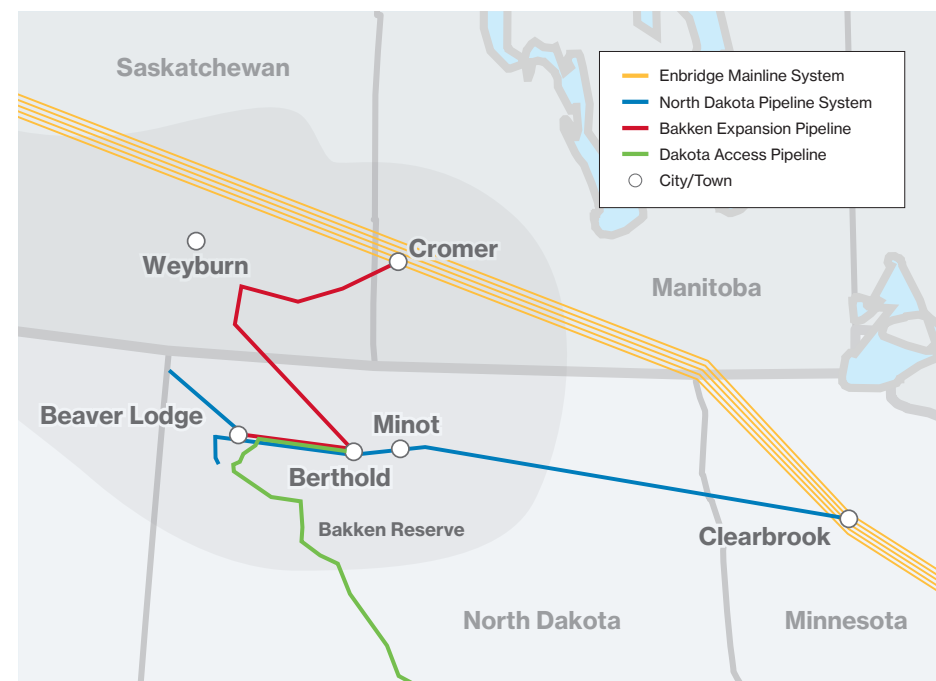 Saskatchewan
Enbridge Mainline System
North Dakota Pipeline System
Bakken Expansion Pipeline
Dakota Access Pipeline
City/Town
Cromer
Weyburn
Manitoba
Beaver Lodge
Minot
Berthold
Bakken Reserve
Clearbrook
North Dakota
Minnesota